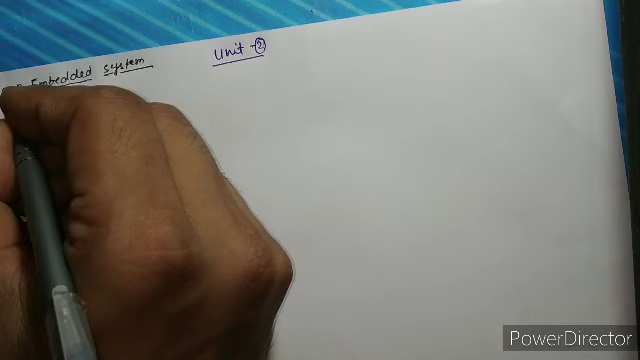 Unit - ②
Embedded system
PowerDirector